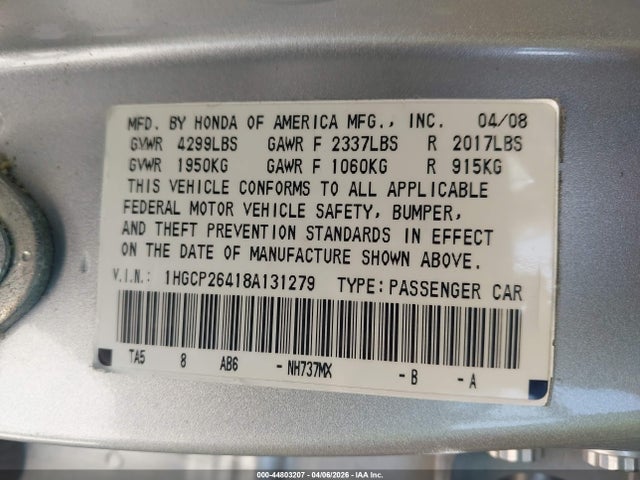 MFD. BY HONDA OF AMERICA MFG., INC. 04/08
GVWR 4299LBS GAWR F 2337LBS R 2017LBS
GVWR 1950KG GAWR F 1060KG R 915KG
THIS VEHICLE CONFORMS TO ALL APPLICABLE
FEDERAL MOTOR VEHICLE SAFETY, BUMPER,
AND THEFT PREVENTION STANDARDS IN EFFECT
ON THE DATE OF MANUFACTURE SHOWN ABOVE.
V.I.N.: 1HGCP26418A131279 TYPE:PASSENGER CAR
TA5 8 AB6 -NH737MX -B -A
000-44803207 - 04/06/2026 - IAA Inc.